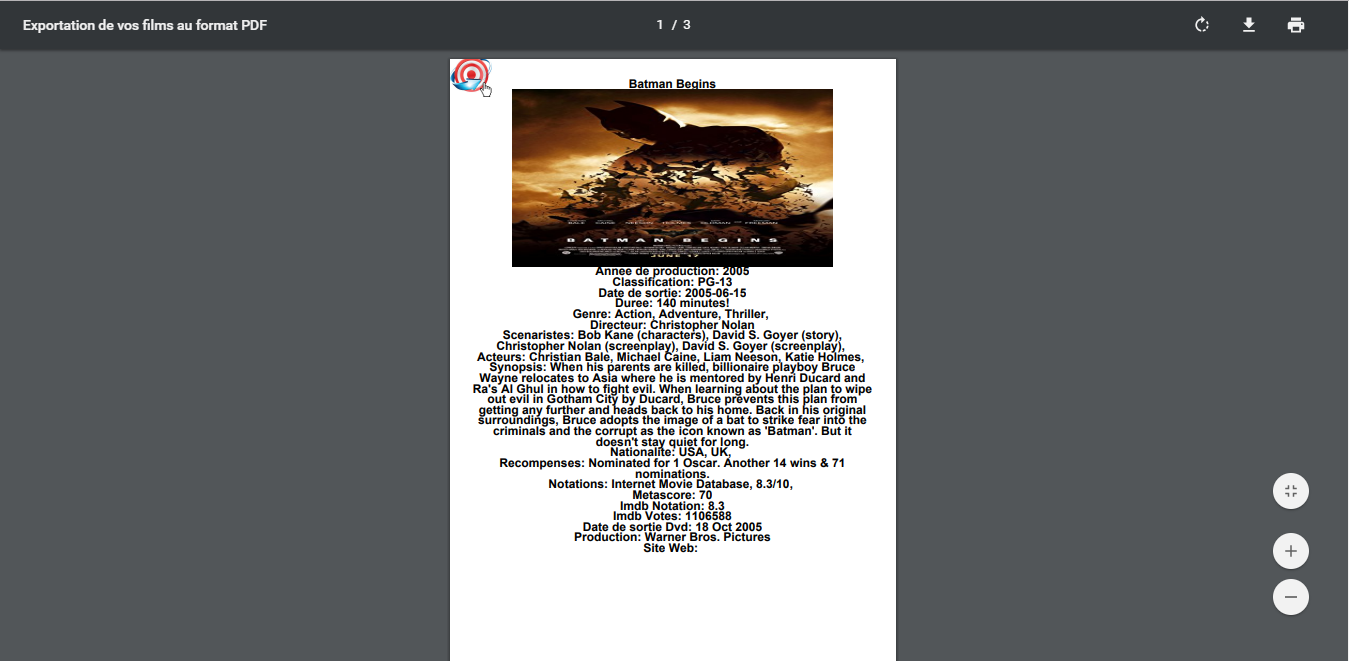 Exportation de vos films au format PDF
1 / 3
Batman Begins
BALE CAINE NEESON HOLMES OLDMAN AND FREEMAN
BATMAN BEGINS
JUNE 17
Annee de production: 2005
Classification: PG-13
Date de sortie: 2005-06-15
Duree: 140 minutes!
Genre: Action, Adventure, Thriller,
Directeur: Christopher Nolan
Scenaristes: Bob Kane (characters), David S. Goyer (story),
Christopher Nolan (screenplay), David S. Goyer (screenplay),
Acteurs: Christian Bale, Michael Caine, Liam Neeson, Katie Holmes,
Synopsis: When his parents are killed, billionaire playboy Bruce
Wayne relocates to Asia where he is mentored by Henri Ducard and
Ra's Al Ghul in how to fight evil. When learning about the plan to wipe
out evil in Gotham City by Ducard, Bruce prevents this plan from
getting any further and heads back to his home. Back in his original
surroundings, Bruce adopts the image of a bat to strike fear into the
criminals and the corrupt as the icon known as 'Batman'. But it
doesn't stay quiet for long.
Nationalite: USA, UK,
Recompenses: Nominated for 1 Oscar. Another 14 wins & 71
nominations.
Notations: Internet Movie Database, 8.3/10,
Metascore: 70
Imdb Notation: 8.3
Imdb Votes: 1106588
Date de sortie Dvd: 18 Oct 2005
Production: Warner Bros. Pictures
Site Web: